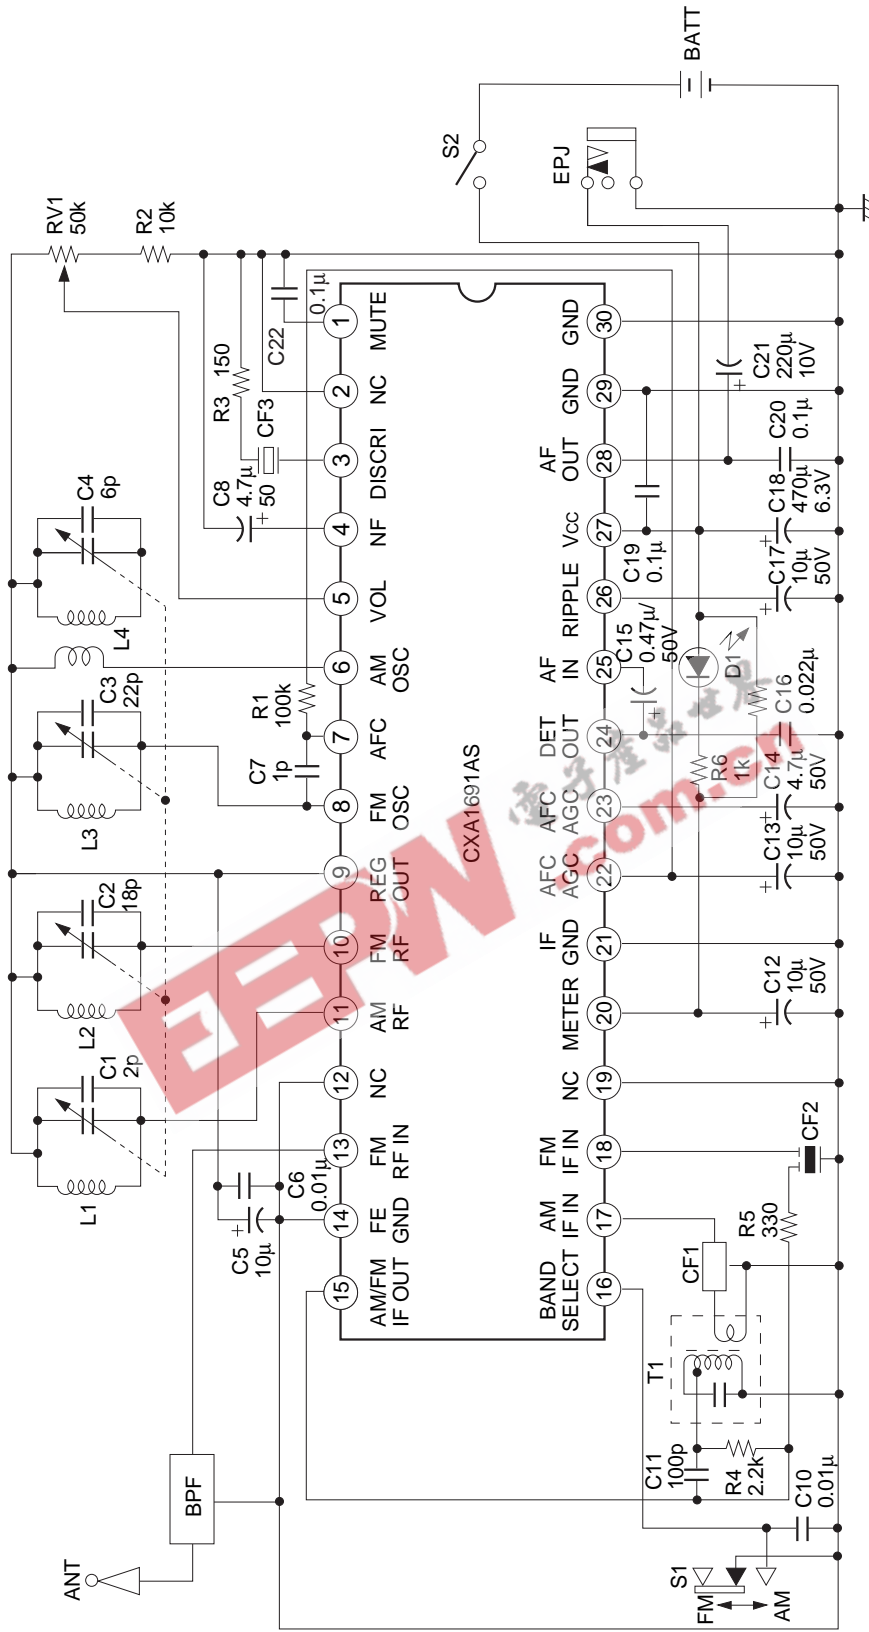 ANT
BPF
L1
C1
2p
L2
C2
18p
L3
C3
22p
L4
C4
6p
RV1
50k
R2
10k
S2
BATT
EPJ
C5
10µ
C6
0.01µ
C7
1p
R1
100k
C8
4.7µ
50
CF3
R3
150
C22
0.1µ
15
14
13
12
11
10
9
8
7
6
5
4
3
2
1
AM/FM
IF OUT
FE
GND
FM
RF IN
NC
AM
RF
FM
RF
REG
OUT
FM
OSC
AFC
AM
OSC
VOL
NF
DISCRI
NC
MUTE
CXA1691AS
BAND
SELECT
AM
IF IN
FM
IF IN
NC
METER
IF
GND
AFC
AGC
AFC
AGC
DET
OUT
AF
IN
RIPPLE
Vcc
AF
OUT
GND
GND
16
17
18
19
20
21
22
23
24
25
26
27
28
29
30
S1
FM
AM
C10
0.01µ
C11
100p
R4
2.2k
T1
CF1
R5
330
CF2
C12
10µ
50V
C13
10µ
50V
C14
4.7µ
50V
R6
1k
C16
0.022µ
D1
C15
0.47µ/
50V
C17
10µ
50V
C18
470µ
6.3V
C19
0.1µ
C20
0.1µ
C21
220µ
10V
EEPW
.com.cn
電子產品世界